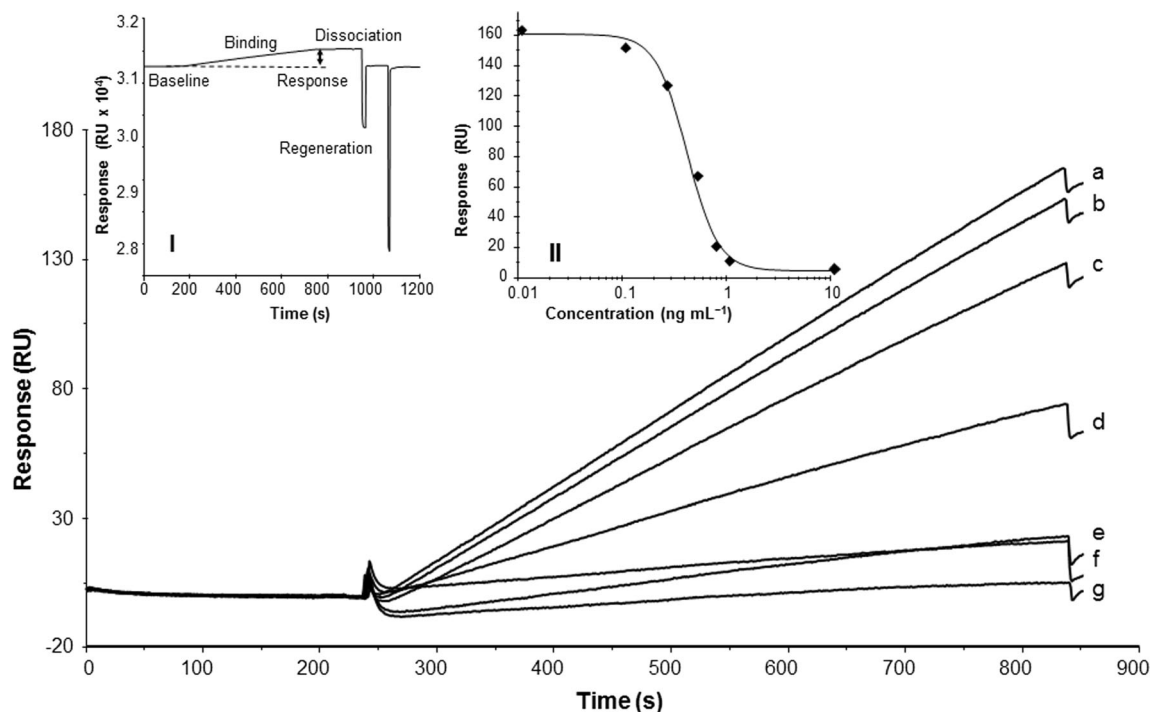 3.2
3.1
3.0
2.9
2.8
Response (RU x 10⁻⁴)
Binding
Dissociation
Baseline
Response
Regeneration
I
0 200 400 600 800 1000 1200
Time (s)
180
160
140
120
100
80
60
40
20
0
Response (RU)
II
0.01 0.1 1 10
Concentration (ng mL⁻¹)
180
130
80
30
-20
Response (RU)
a
b
c
d
e
f
g
0 100 200 300 400 500 600 700 800 900
Time (s)